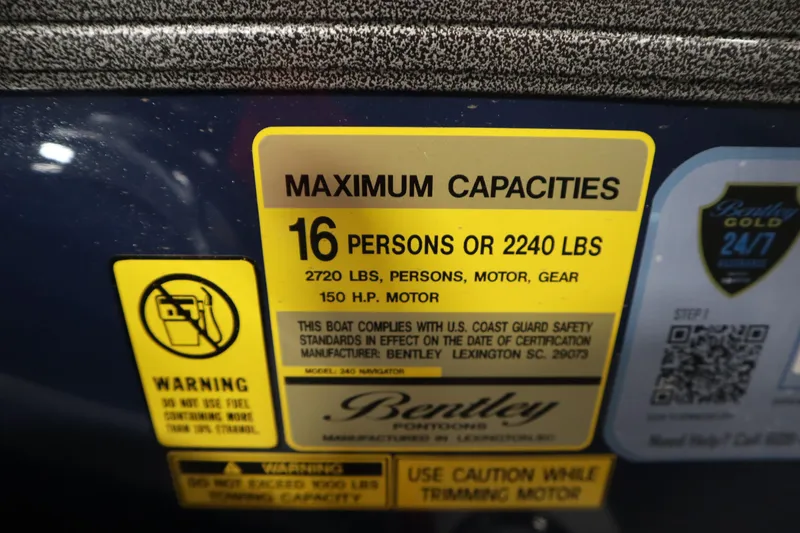 MAXIMUM CAPACITIES
16 PERSONS OR 2240 LBS
2720 LBS, PERSONS, MOTOR, GEAR
150 H.P. MOTOR
THIS BOAT COMPLIES WITH U.S. COAST GUARD SAFETY
STANDARDS IN EFFECT ON THE DATE OF CERTIFICATION
MANUFACTURER: BENTLEY LEXINGTON SC. 29073
MODEL: 240 NAVIGATOR
Bentley
PONTOONS
MANUFACTURED IN LEXINGTON, SC
WARNING
DO NOT USE FUEL
CONTAINING MORE
THAN 10% ETHANOL.
WARNING
DO NOT EXCEED 1000 LBS
TOWING CAPACITY
USE CAUTION WHILE
TRIMMING MOTOR
Bentley
GOLD
24/7
STEP 1
Need Help? Call